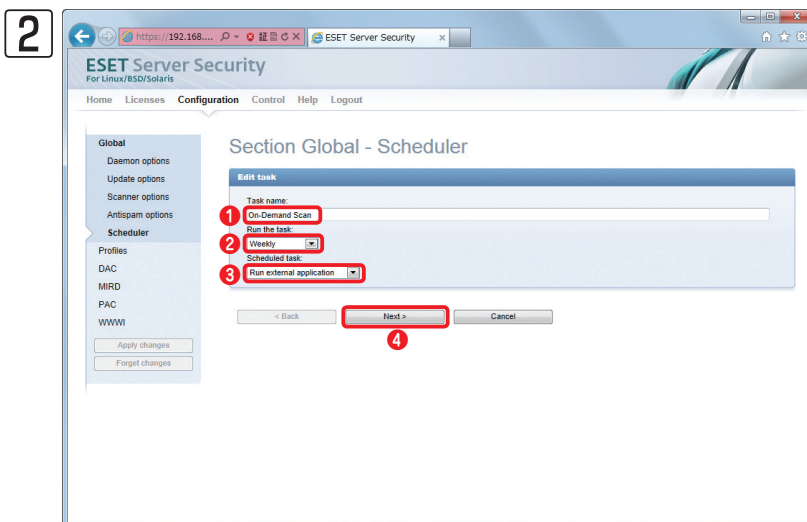 2
https://192.168....
ESET Server Security
ESET Server Security
For Linux/BSD/Solaris
Home Licenses Configuration Control Help Logout
Global
Daemon options
Update options
Scanner options
Antispam options
Scheduler
Profiles
DAC
MIRD
PAC
WWWI
Apply changes
Forget changes
Section Global - Scheduler
Edit task
Task name:
1 On-Demand Scan
Run the task:
2 Weekly
Scheduled task:
3 Run external application
< Back Next > Cancel
4